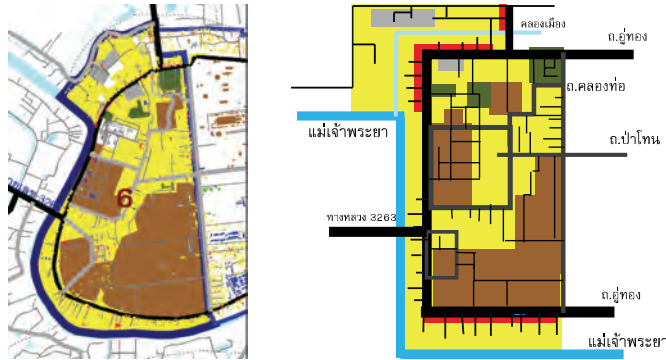 6
คลองเมือง
ถ.อู่ทอง
ถ.คลองท่อ
แม่เจ้าพระยา
ถ.ป่าโทน
ทางหลวง 3263
ถ.อู่ทอง
แม่เจ้าพระยา